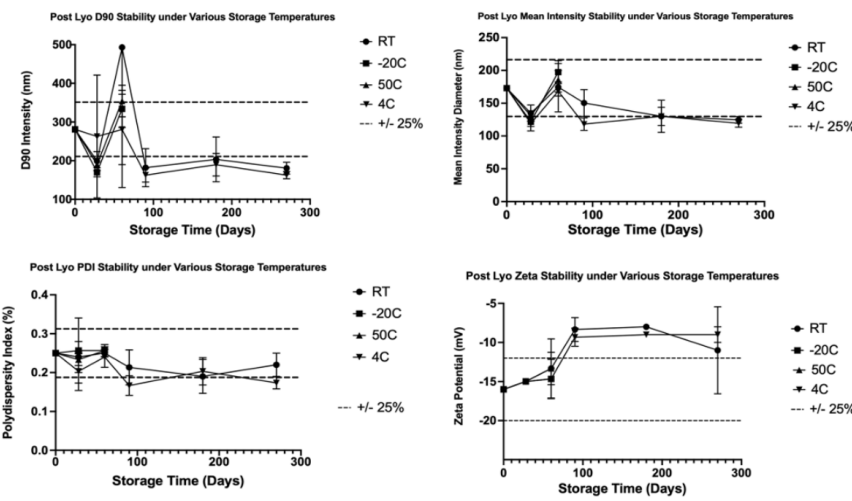 Post Lyo D90 Stability under Various Storage Temperatures
500
400
300
200
100
D90 Intensity (nm)
0
100
200
300
Storage Time (Days)
RT
-20C
50C
4C
+/- 25%
Post Lyo Mean Intensity Stability under Various Storage Temperatures
250
200
150
100
50
0
Mean Intensity Diameter (nm)
0
100
200
300
Storage Time (Days)
RT
-20C
50C
4C
+/- 25%
Post Lyo PDI Stability under Various Storage Temperatures
0.4
0.3
0.2
0.1
0.0
Polydispersity Index (%)
0
100
200
300
Storage Time (Days)
RT
-20C
50C
4C
+/- 25%
Post Lyo Zeta Stability under Various Storage Temperatures
-5
-10
-15
-20
Zeta Potential (mV)
0
100
200
300
Storage Time (Days)
RT
-20C
50C
4C
+/- 25%